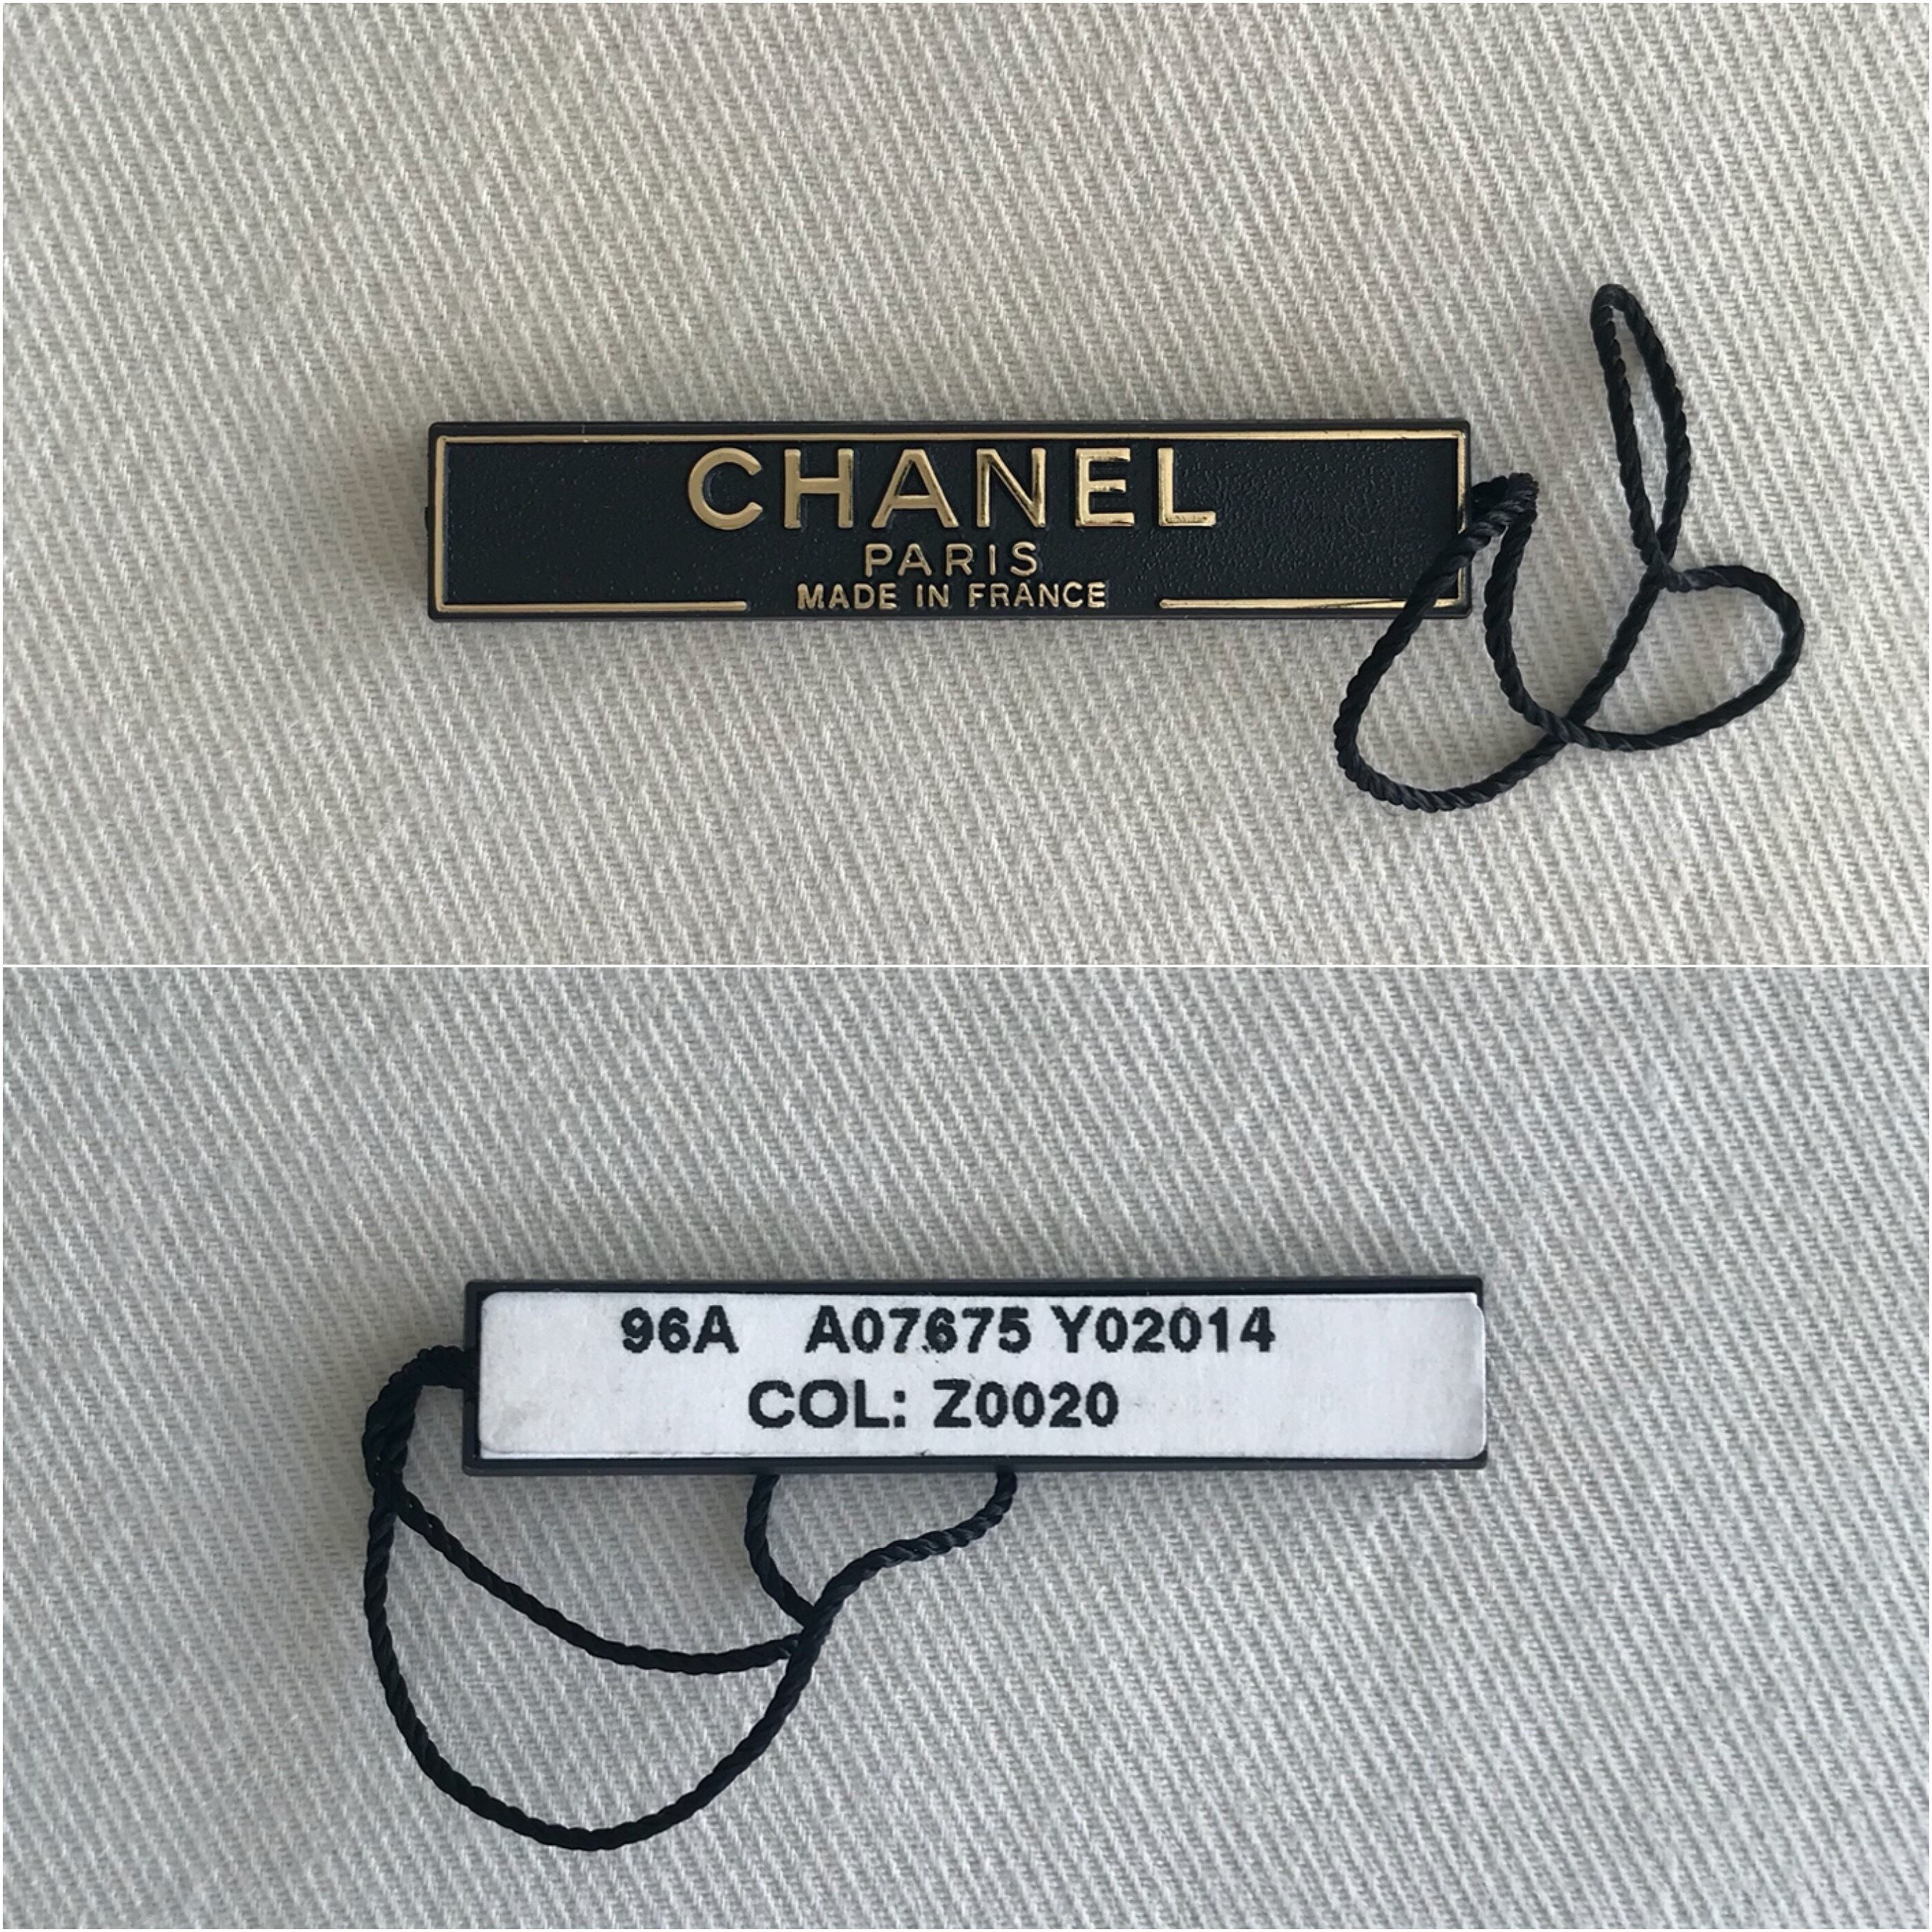 CHANEL
PARIS
MADE IN FRANCE
96A A07675 Y02014
COL: Z0020